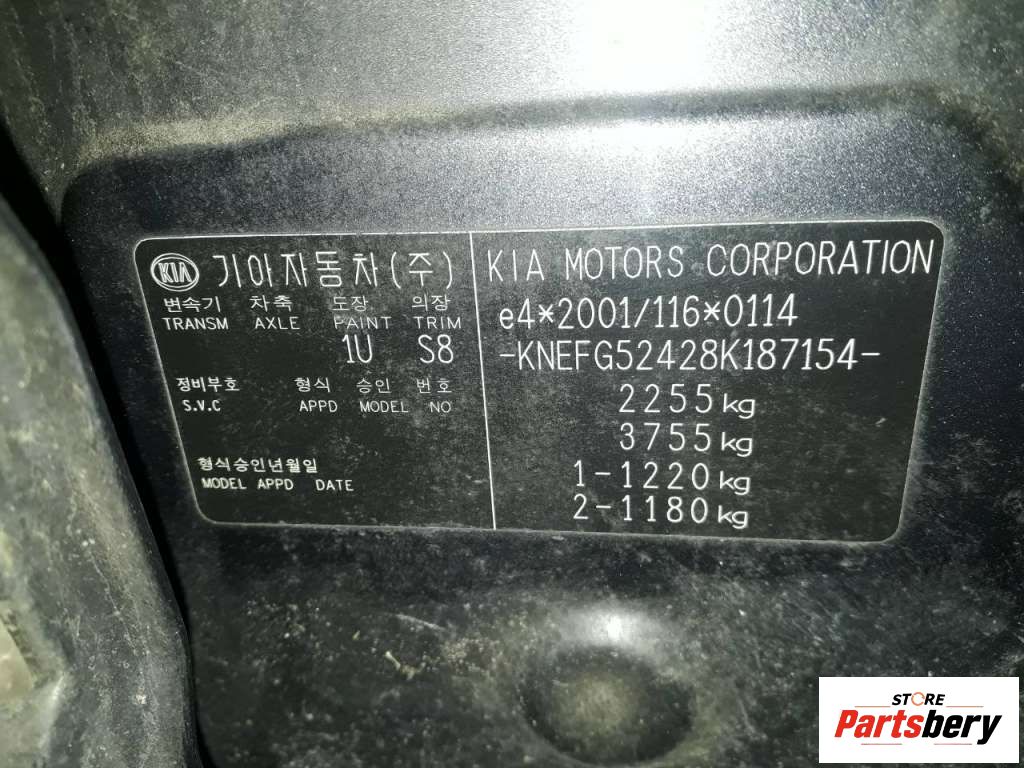 KIA 기아자동차(주)
변속기 차축 도장 의장
TRANSM AXLE PAINT TRIM
1U S8
정비부호 형식 승인 번호
S.V.C APPD MODEL NO
형식승인년월일
MODEL APPD DATE
KIA MOTORS CORPORATION
e4*2001/116*0114
-KNEFG52428K187154-
2255kg
3755kg
1-1220kg
2-1180kg
STORE
Partsbery